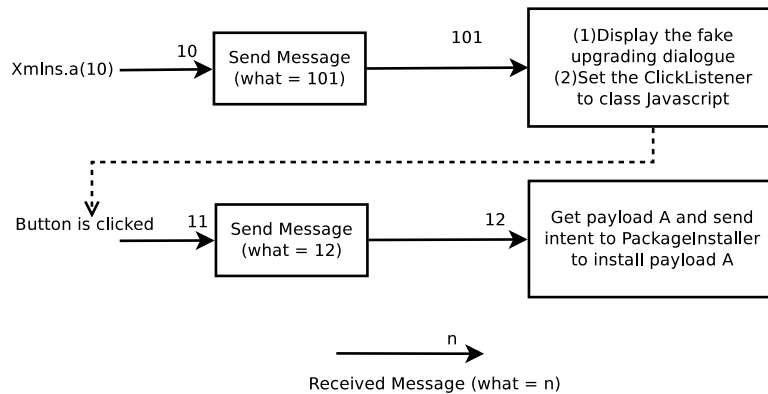 Xmlns.a(10)
10
Send Message
(what = 101)
101
(1)Display the fake
upgrading dialogue
(2)Set the ClickListener
to class Javascript
Button is clicked
11
Send Message
(what = 12)
12
Get payload A and send
intent to PackageInstaller
to install payload A
n
Received Message (what = n)